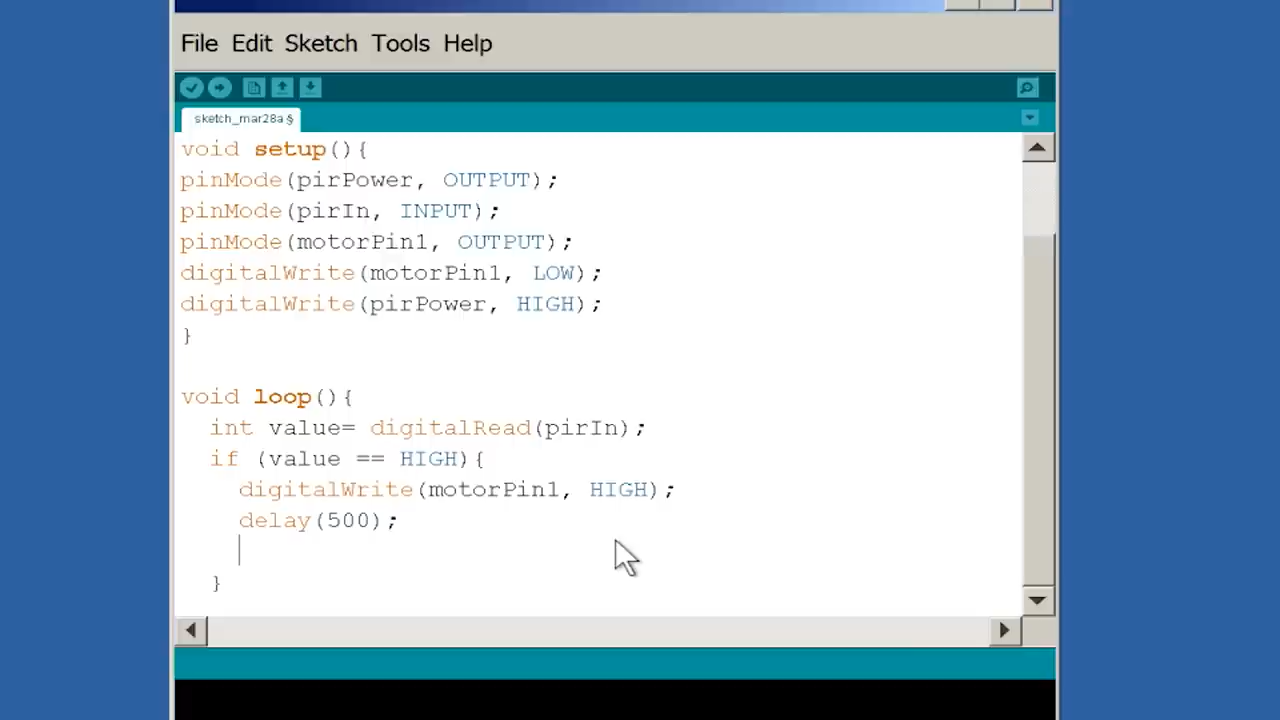 File Edit Sketch Tools Help
sketch_mar28a §
void setup(){
pinMode(pirPower, OUTPUT);
pinMode(pirIn, INPUT);
pinMode(motorPin1, OUTPUT);
digitalWrite(motorPin1, LOW);
digitalWrite(pirPower, HIGH);
}
void loop(){
int value= digitalRead(pirIn);
if (value == HIGH){
digitalWrite(motorPin1, HIGH);
delay(500);
}